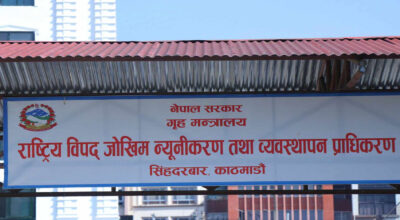 नेपाल सरकार
गृह मन्त्रालय
राष्ट्रिय विपद् जोखिम न्यूनीकरण तथा व्यवस्थापन प्राधिकरण
सिंहदरबार, काठमाडौं